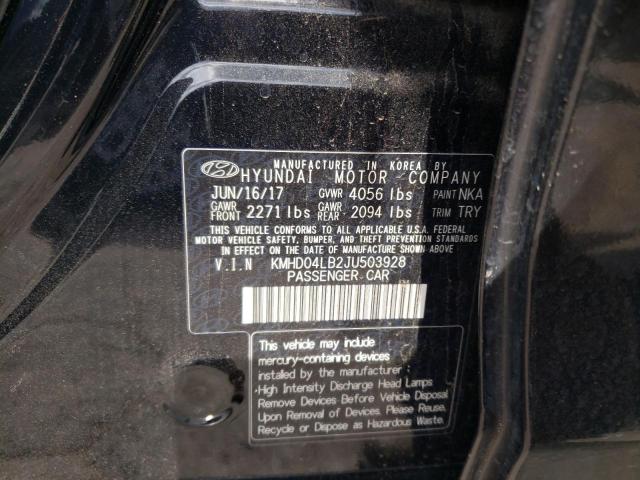 MANUFACTURED IN KOREA BY
HYUNDAI MOTOR COMPANY
JUN/16/17 GVWR 4056 lbs PAINT NKA
GAWR FRONT 2271 lbs GAWR REAR 2094 lbs TRIM TRY
THIS VEHICLE CONFORMS TO ALL APPLICABLE U.S.A. FEDERAL
MOTOR VEHICLE SAFETY, BUMPER, AND THEFT PREVENTION STANDARDS
IN EFFECT ON THE DATE OF MANUFACTURE SHOWN ABOVE
V.I.N KMHD04LB2JU503928
PASSENGER CAR
This vehicle may include
mercury-containing devices
installed by the manufacturer :
· High Intensity Discharge Head Lamps
Remove Devices Before Vehicle Disposal
Upon Removal of Devices. Please Reuse,
Recycle or Dispose as Hazardous Waste.